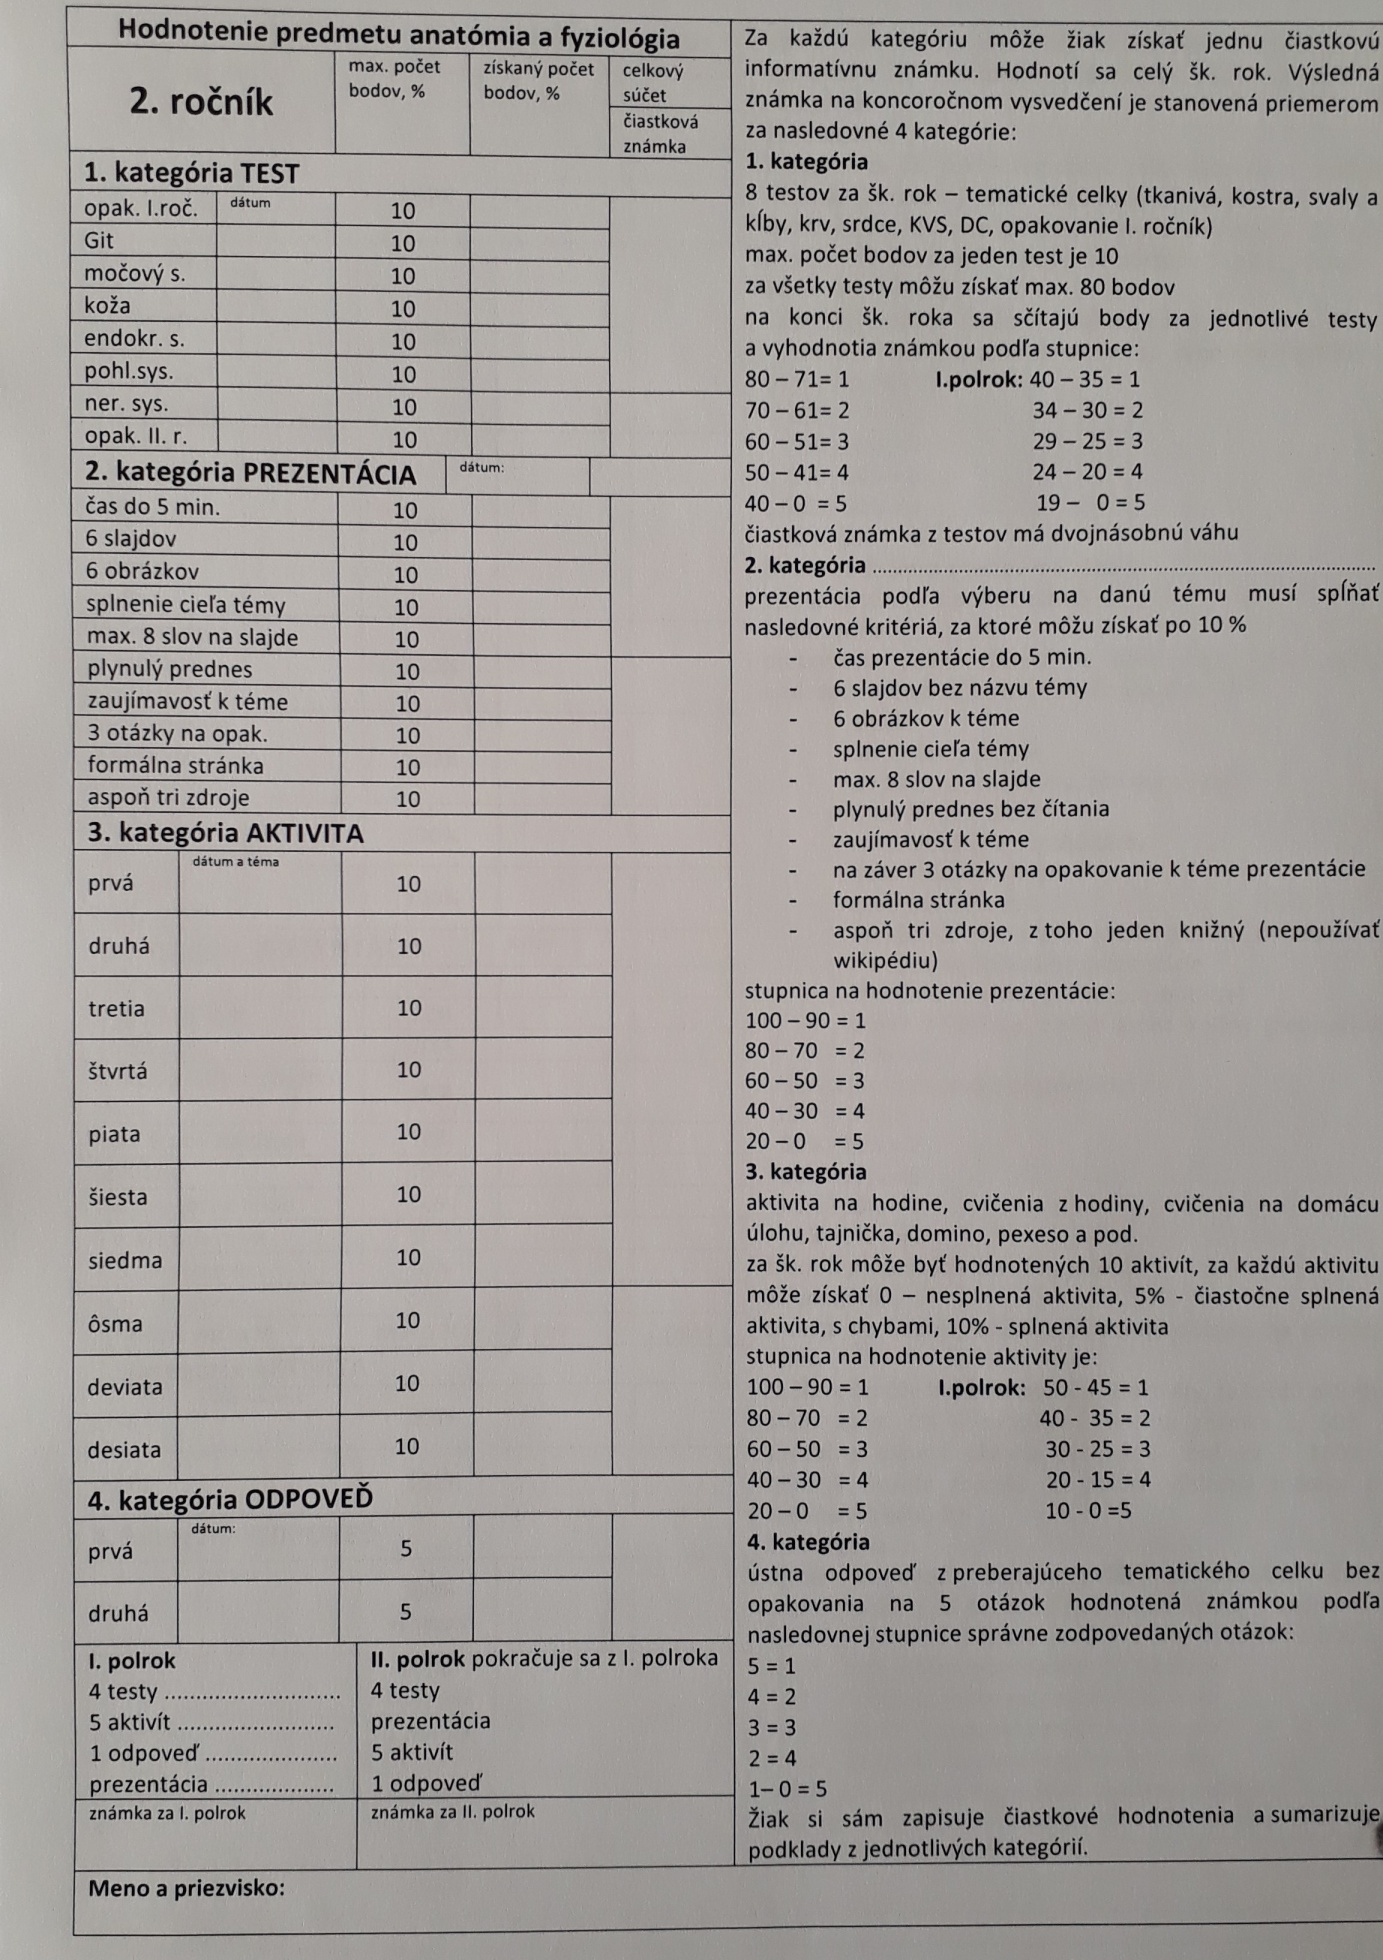 Hodnotenie predmetu anatómia a fyziológia
2. ročník
max. počet
bodov, %
získaný počet
bodov, %
celkový
súčet
čiastková
známka
1. kategória TEST
opak. I.roč. dátum 10
Git 10
močový s. 10
koža 10
endokr. s. 10
pohl.sys. 10
ner. sys. 10
opak. II. r. 10
2. kategória PREZENTÁCIA dátum:
čas do 5 min. 10
6 slajdov 10
6 obrázkov 10
splnenie cieľa témy 10
max. 8 slov na slajde 10
plynulý prednes 10
zaujímavosť k téme 10
3 otázky na opak. 10
formálna stránka 10
aspoň tri zdroje 10
3. kategória AKTIVITA
dátum a téma
prvá 10
druhá 10
tretia 10
štvrtá 10
piata 10
šiesta 10
siedma 10
ôsma 10
deviata 10
desiata 10
4. kategória ODPOVEĎ
dátum:
prvá 5
druhá 5
I. polrok
4 testy ...........................
5 aktivít ........................
1 odpoveď ....................
prezentácia ..................
známka za I. polrok
II. polrok pokračuje sa z I. polroka
4 testy
prezentácia
5 aktivít
1 odpoveď
známka za II. polrok
Meno a priezvisko:
Za každú kategóriu môže žiak získať jednu čiastkovú
informatívnu známku. Hodnotí sa celý šk. rok. Výsledná
známka na koncoročnom vysvedčení je stanovená priemerom
za nasledovné 4 kategórie:
1. kategória
8 testov za šk. rok – tematické celky (tkanivá, kostra, svaly a
kĺby, krv, srdce, KVS, DC, opakovanie I. ročník)
max. počet bodov za jeden test je 10
za všetky testy môžu získať max. 80 bodov
na konci šk. roka sa sčítajú body za jednotlivé testy
a vyhodnotia známkou podľa stupnice:
80 – 71= 1 I.polrok: 40 – 35 = 1
70 – 61= 2 34 – 30 = 2
60 – 51= 3 29 – 25 = 3
50 – 41= 4 24 – 20 = 4
40 – 0 = 5 19 – 0 = 5
čiastková známka z testov má dvojnásobnú váhu
2. kategória ..........................................................................
prezentácia podľa výberu na danú tému musí spĺňať
nasledovné kritériá, za ktoré môžu získať po 10 %
- čas prezentácie do 5 min.
- 6 slajdov bez názvu témy
- 6 obrázkov k téme
- splnenie cieľa témy
- max. 8 slov na slajde
- plynulý prednes bez čítania
- zaujímavosť k téme
- na záver 3 otázky na opakovanie k téme prezentácie
- formálna stránka
- aspoň tri zdroje, z toho jeden knižný (nepoužívať
wikipédiu)
stupnica na hodnotenie prezentácie:
100 – 90 = 1
80 – 70 = 2
60 – 50 = 3
40 – 30 = 4
20 – 0 = 5
3. kategória
aktivita na hodine, cvičenia z hodiny, cvičenia na domácu
úlohu, tajnička, domino, pexeso a pod.
za šk. rok môže byť hodnotených 10 aktivít, za každú aktivitu
môže získať 0 – nesplnená aktivita, 5% - čiastočne splnená
aktivita, s chybami, 10% - splnená aktivita
stupnica na hodnotenie aktivity je:
100 – 90 = 1 I.polrok: 50 - 45 = 1
80 – 70 = 2 40 - 35 = 2
60 – 50 = 3 30 - 25 = 3
40 – 30 = 4 20 - 15 = 4
20 – 0 = 5 10 - 0 =5
4. kategória
ústna odpoveď z preberajúceho tematického celku bez
opakovania na 5 otázok hodnotená známkou podľa
nasledovnej stupnice správne zodpovedaných otázok:
5 = 1
4 = 2
3 = 3
2 = 4
1– 0 = 5
Žiak si sám zapisuje čiastkové hodnotenia a sumarizuje
podklady z jednotlivých kategórií.